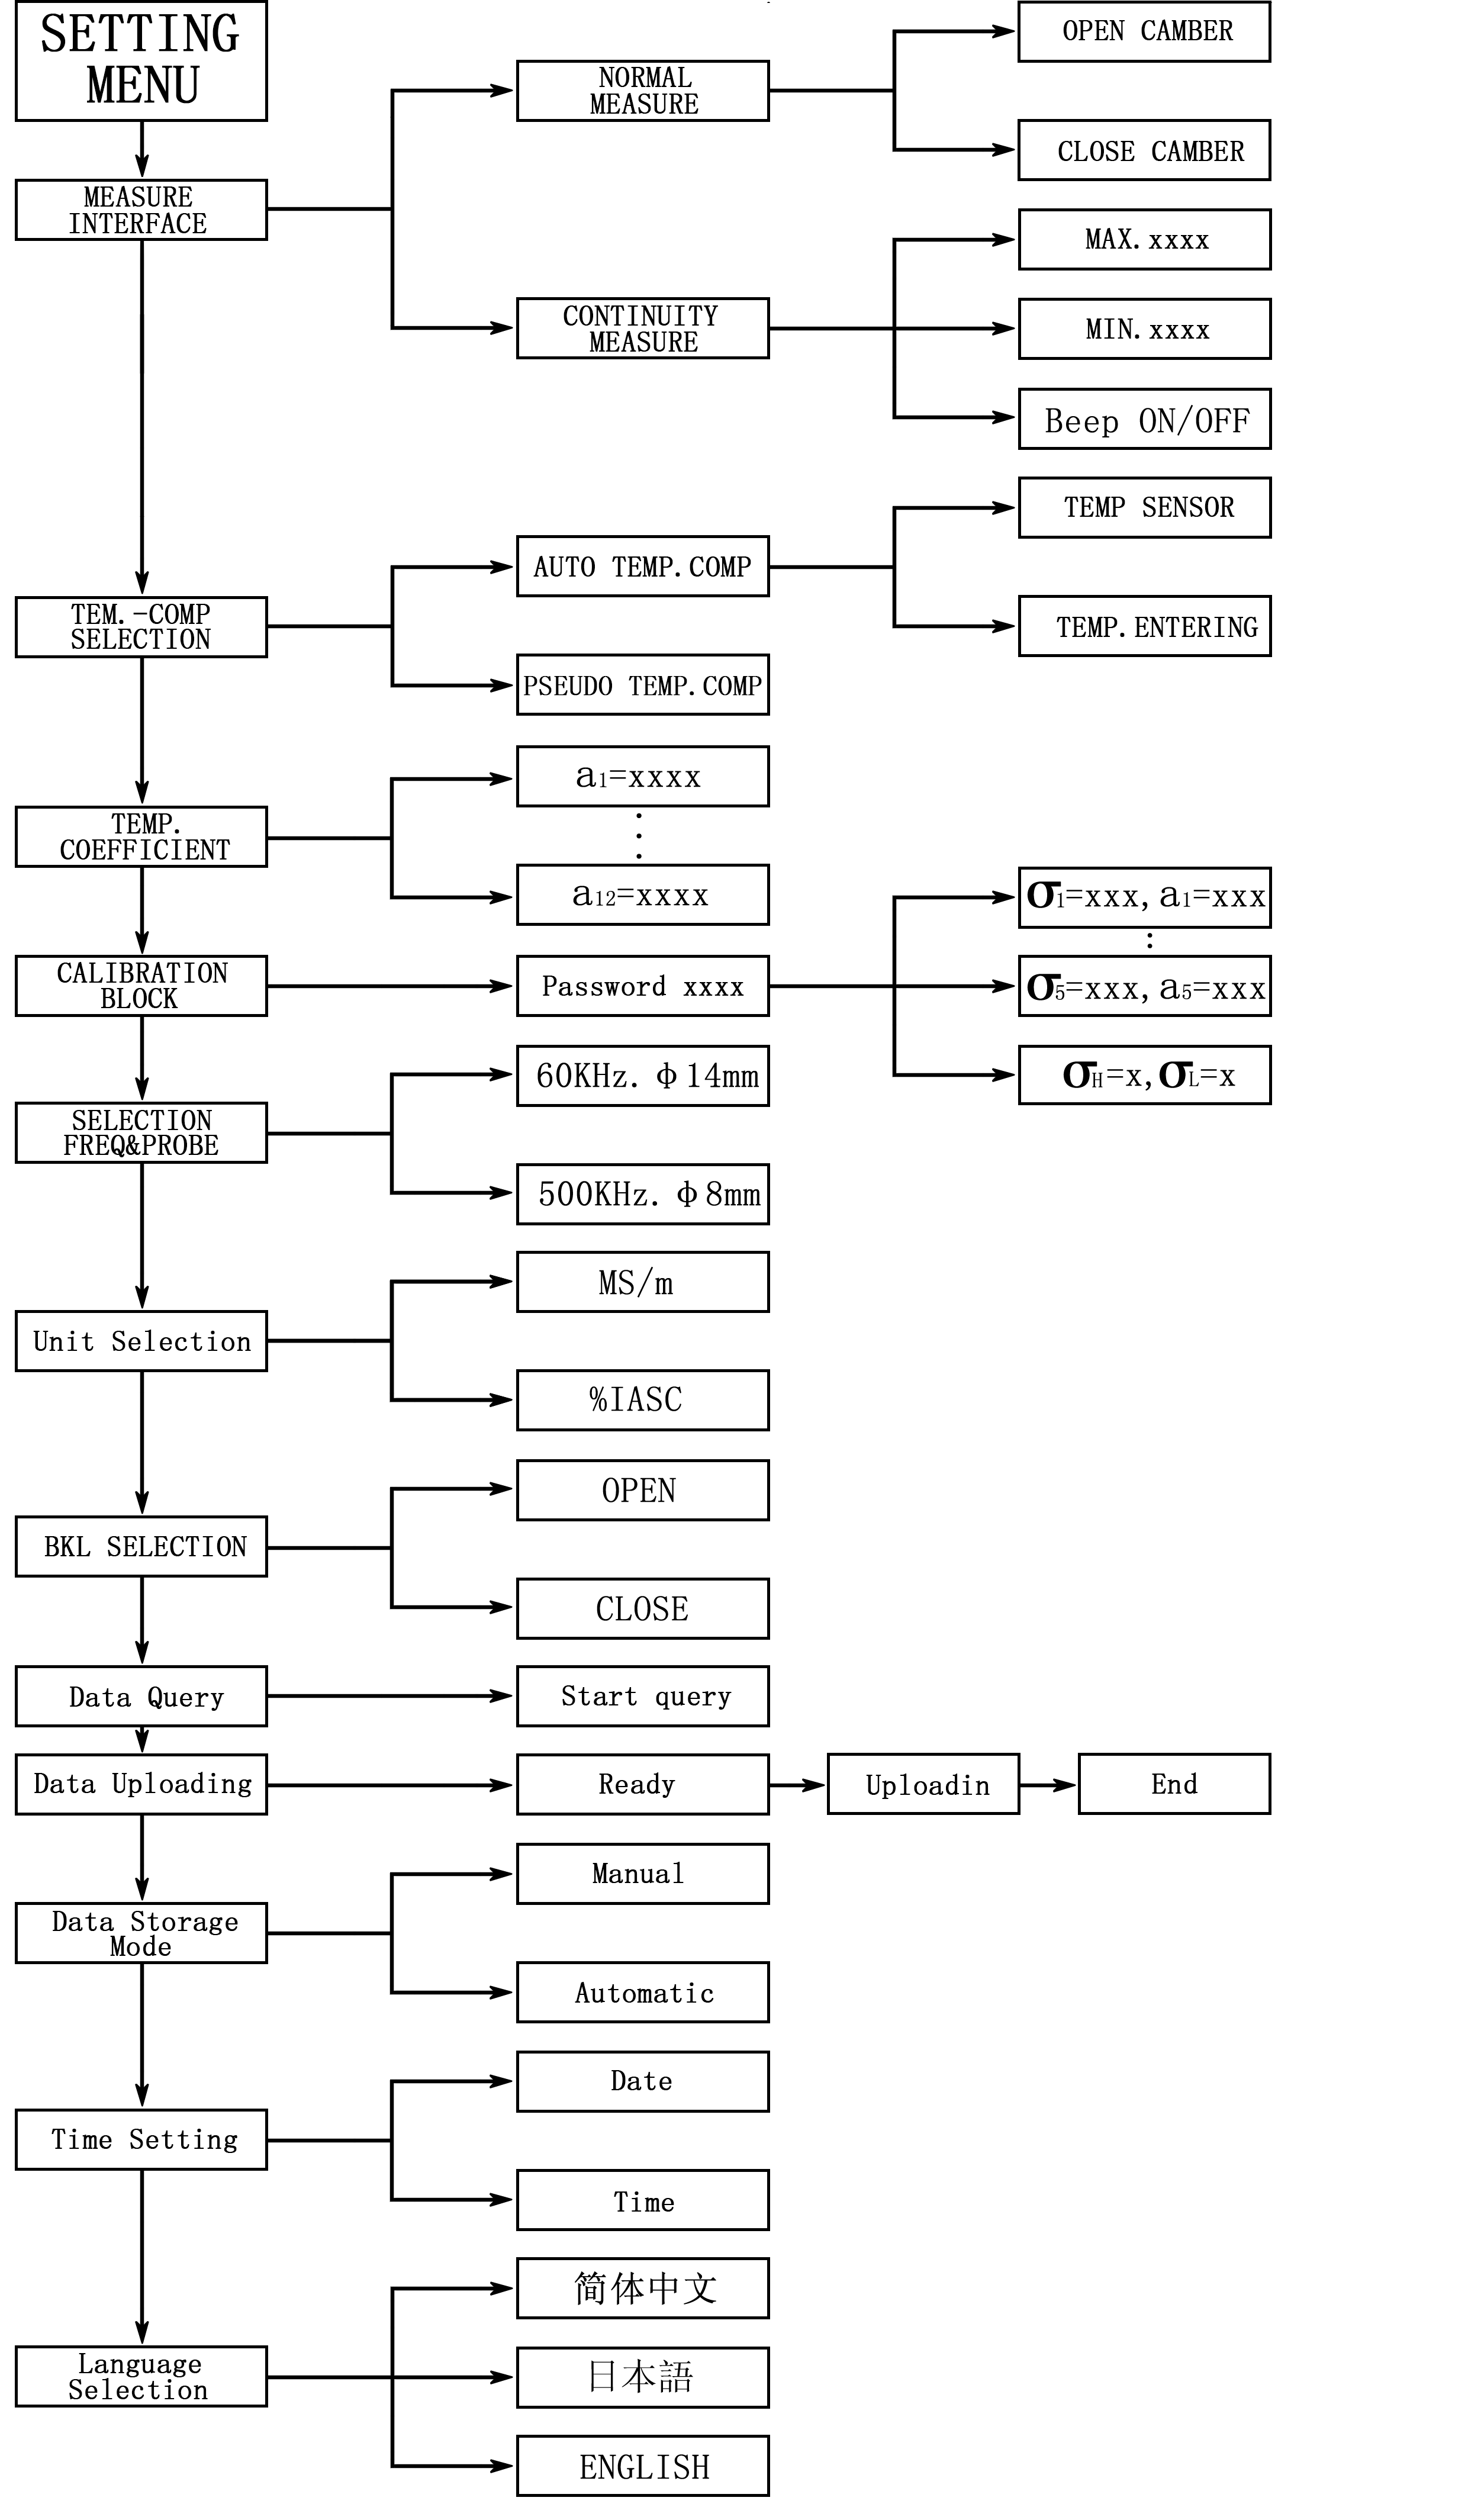 SETTING
MENU
OPEN CAMBER
NORMAL
MEASURE
CLOSE CAMBER
MEASURE
INTERFACE
MAX.xxxx
CONTINUITY
MEASURE
MIN.xxxx
Beep ON/OFF
TEMP SENSOR
AUTO TEMP.COMP
TEM.-COMP
SELECTION
TEMP.ENTERING
PSEUDO TEMP.COMP
a1=xxxx
⋮
TEMP.
COEFFICIENT
a12=xxxx
σ1=xxx, a1=xxx
:
CALIBRATION
BLOCK
Password xxxx
σ5=xxx, a5=xxx
σH=x, σL=x
60KHz. ф14mm
SELECTION
FREQ&PROBE
500KHz. ф8mm
MS/m
Unit Selection
%IASC
OPEN
BKL SELECTION
CLOSE
Data Query
Start query
Data Uploading
Ready
Uploadin
End
Manual
Data Storage
Mode
Automatic
Date
Time Setting
Time
简体中文
Language
Selection
日本語
ENGLISH